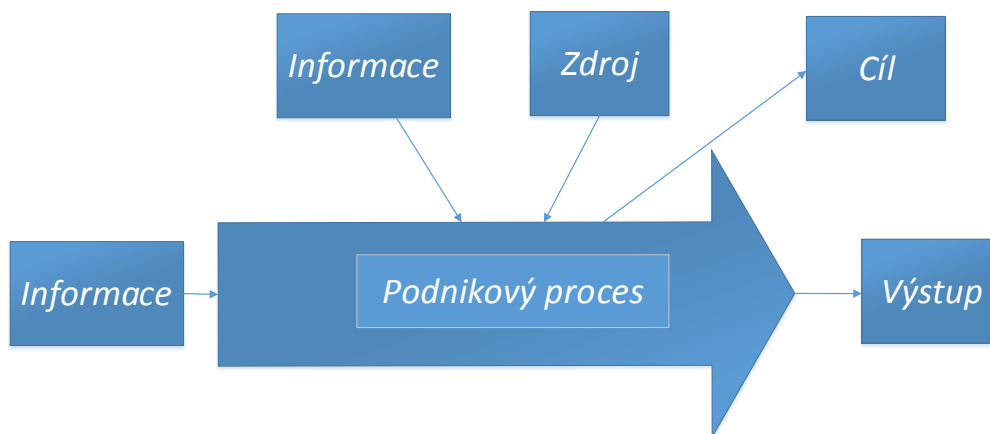 Informace
Zdroj
Cíl
Informace
Podnikový proces
Výstup